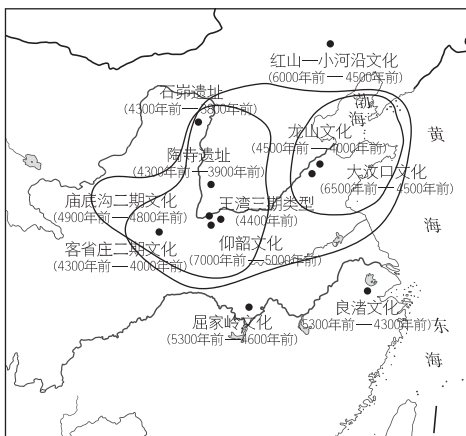 红山—小河沿文化
(6000年前—4500年前)
石峁遗址
(4300年前—3800年前)
渤
海
龙山文化
(4500年前—4000年前)
黄
陶寺遗址
(4300年前—3900年前)
大汶口文化
(6500年前—4500年前)
庙底沟二期文化
(4900年前—4800年前)
王湾三期类型
(4400年前)
海
客省庄二期文化
(4300年前—4000年前)
仰韶文化
(7000年前—5000年前)
屈家岭文化
(5300年前—4600年前)
良渚文化
(5300年前—4300年前)
东
海